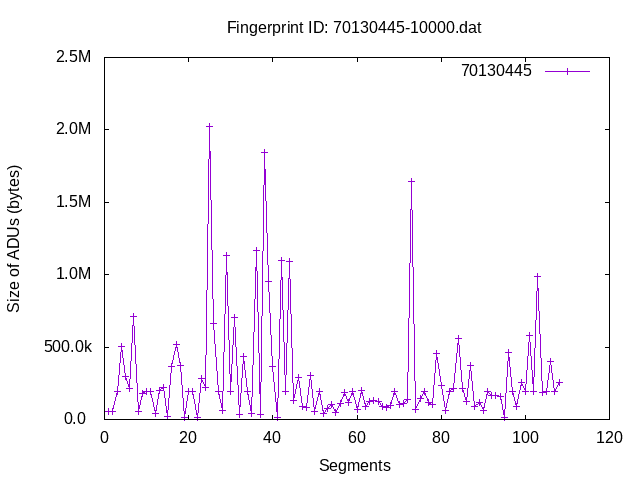 Fingerprint ID: 70130445-10000.dat
70130445
2.5M
2.0M
1.5M
1.0M
500.0k
0.0
Size of ADUs (bytes)
0 20 40 60 80 100 120
Segments